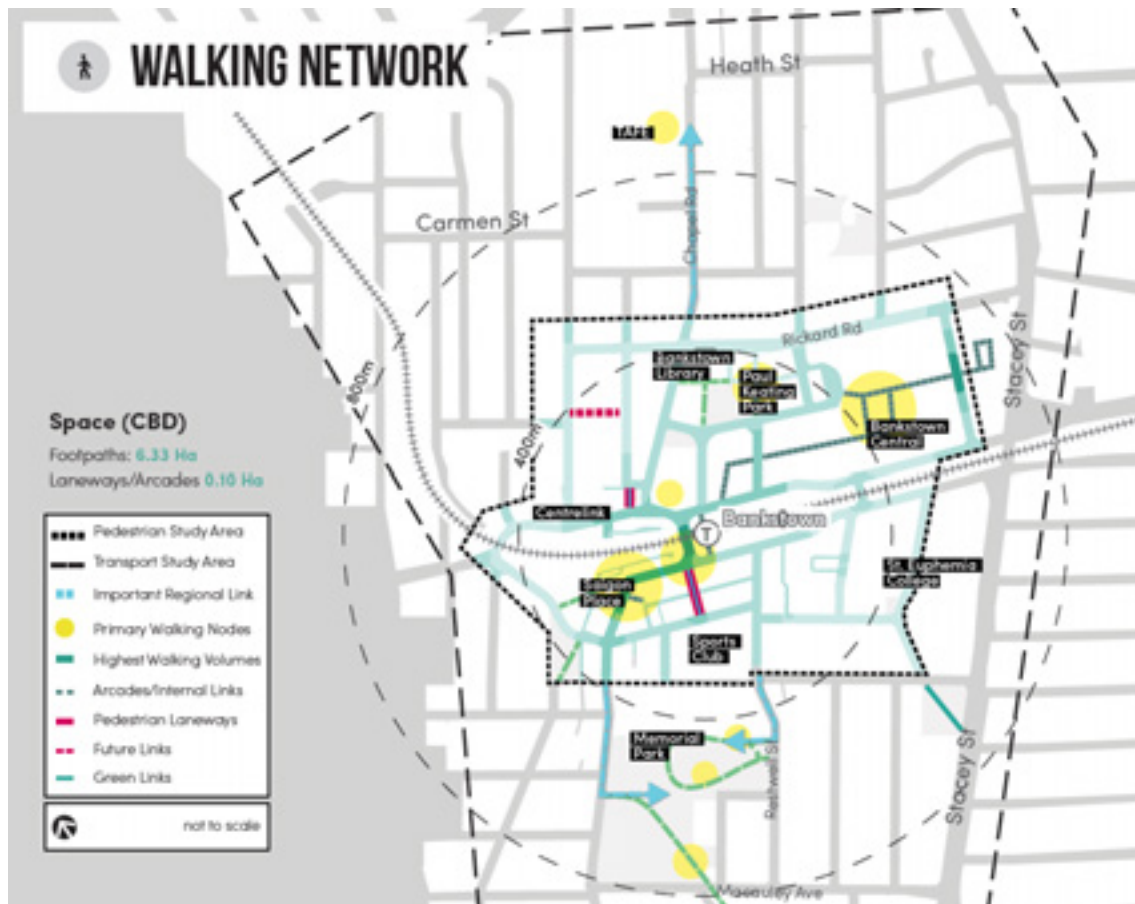 WALKING NETWORK
Heath St
TAFE
Chapel Rd
Carmen St
Rickard Rd
Stacey St
800m
400m
Bankstown
Library
Paul
Keating
Park
Bankstown
Central
Space (CBD)
Footpaths: 6.33 Ha
Laneways/Arcades 0.10 Ha
Centrelink
T
Bankstown
St. Euphemia
College
Saigon
Place
Sports
Club
Pedestrian Study Area
Transport Study Area
Important Regional Link
Primary Walking Nodes
Highest Walking Volumes
Arcades/Internal Links
Pedestrian Laneways
Future Links
Green Links
not to scale
Memorial
Park
Restwell St
Stacey St
Macauley Ave